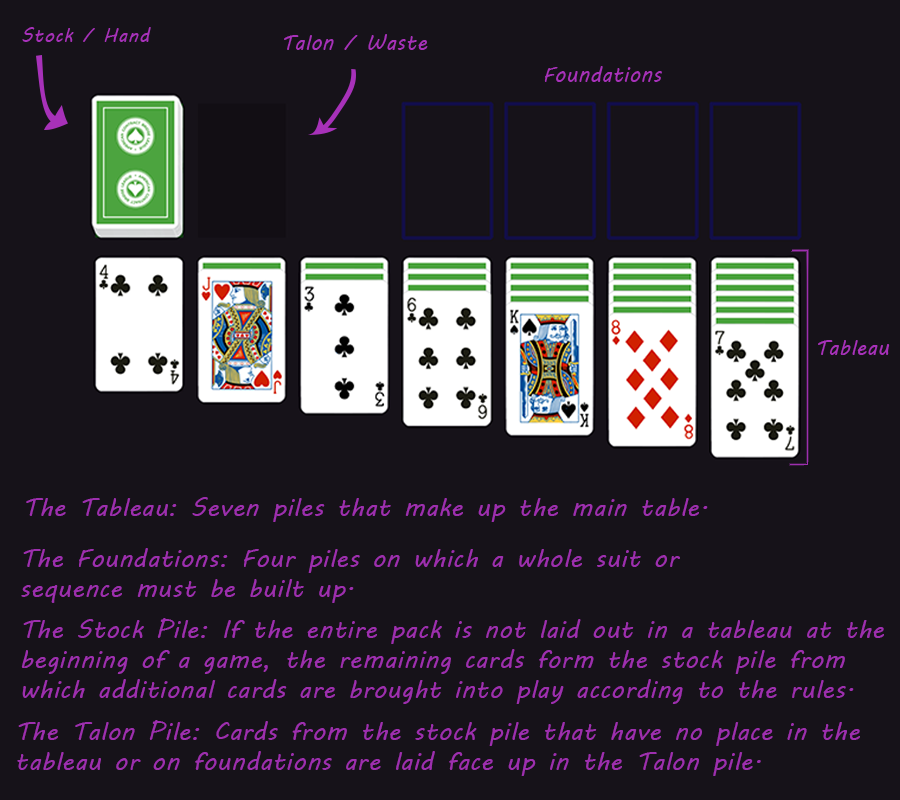 Stock / Hand
Talon / Waste
Foundations
4
4
J
J
3
3
6
6
K
K
8
8
7
7
Tableau
The Tableau: Seven piles that make up the main table.
The Foundations: Four piles on which a whole suit or
sequence must be built up.
The Stock Pile: If the entire pack is not laid out in a tableau at the
beginning of a game, the remaining cards form the stock pile from
which additional cards are brought into play according to the rules.
The Talon Pile: Cards from the stock pile that have no place in the
tableau or on foundations are laid face up in the Talon pile.